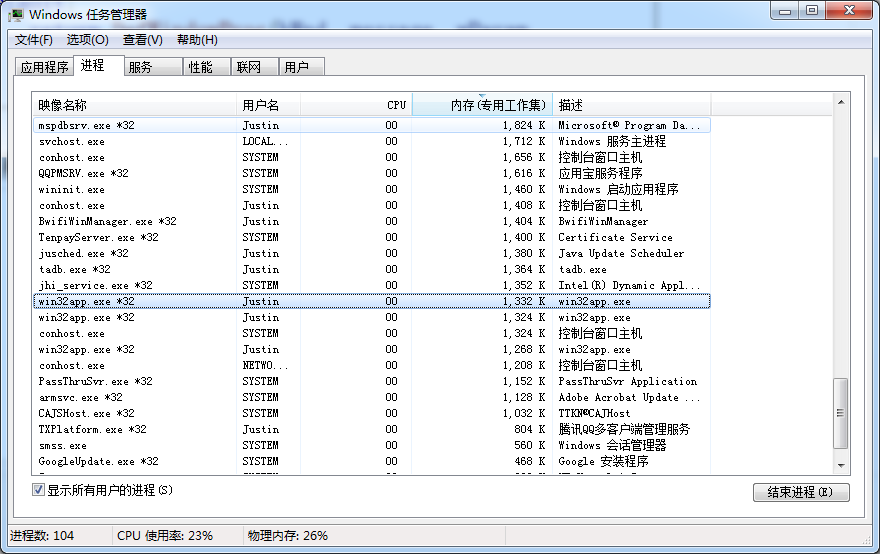 Windows 任务管理器
文件(F) 选项(O) 查看(V) 帮助(H)
应用程序 进程 服务 性能 联网 用户
映像名称 用户名 CPU 内存(专用工作集) 描述
mspdbsrv.exe *32 Justin 00 1,824 K Microsoft® Program Da...
svchost.exe LOCAL... 00 1,712 K Windows 服务主进程
conhost.exe SYSTEM 00 1,656 K 控制台窗口主机
QQPMSRV.exe *32 SYSTEM 00 1,616 K 应用宝服务程序
wininit.exe SYSTEM 00 1,460 K Windows 启动应用程序
conhost.exe Justin 00 1,408 K 控制台窗口主机
BwifiWinManager.exe *32 Justin 00 1,404 K BwifiWinManager
TenpayServer.exe *32 SYSTEM 00 1,400 K Certificate Service
jusched.exe *32 Justin 00 1,380 K Java Update Scheduler
tadb.exe *32 Justin 00 1,364 K tadb.exe
jhi_service.exe *32 SYSTEM 00 1,352 K Intel(R) Dynamic Appl...
win32app.exe *32 Justin 00 1,332 K win32app.exe
win32app.exe *32 Justin 00 1,324 K win32app.exe
conhost.exe SYSTEM 00 1,324 K 控制台窗口主机
win32app.exe *32 Justin 00 1,268 K win32app.exe
conhost.exe NETWO... 00 1,208 K 控制台窗口主机
PassThruSvr.exe *32 SYSTEM 00 1,152 K PassThruSvr Application
armsvc.exe *32 SYSTEM 00 1,128 K Adobe Acrobat Update ...
CAJSHost.exe *32 SYSTEM 00 1,032 K TTKN®CAJHost
TXPlatform.exe *32 Justin 00 804 K 腾讯QQ多客户端管理服务
smss.exe SYSTEM 00 560 K Windows 会话管理器
GoogleUpdate.exe *32 SYSTEM 00 468 K Google 安装程序
显示所有用户的进程(S) 结束进程(E)
进程数: 104 CPU 使用率: 23% 物理内存: 26%